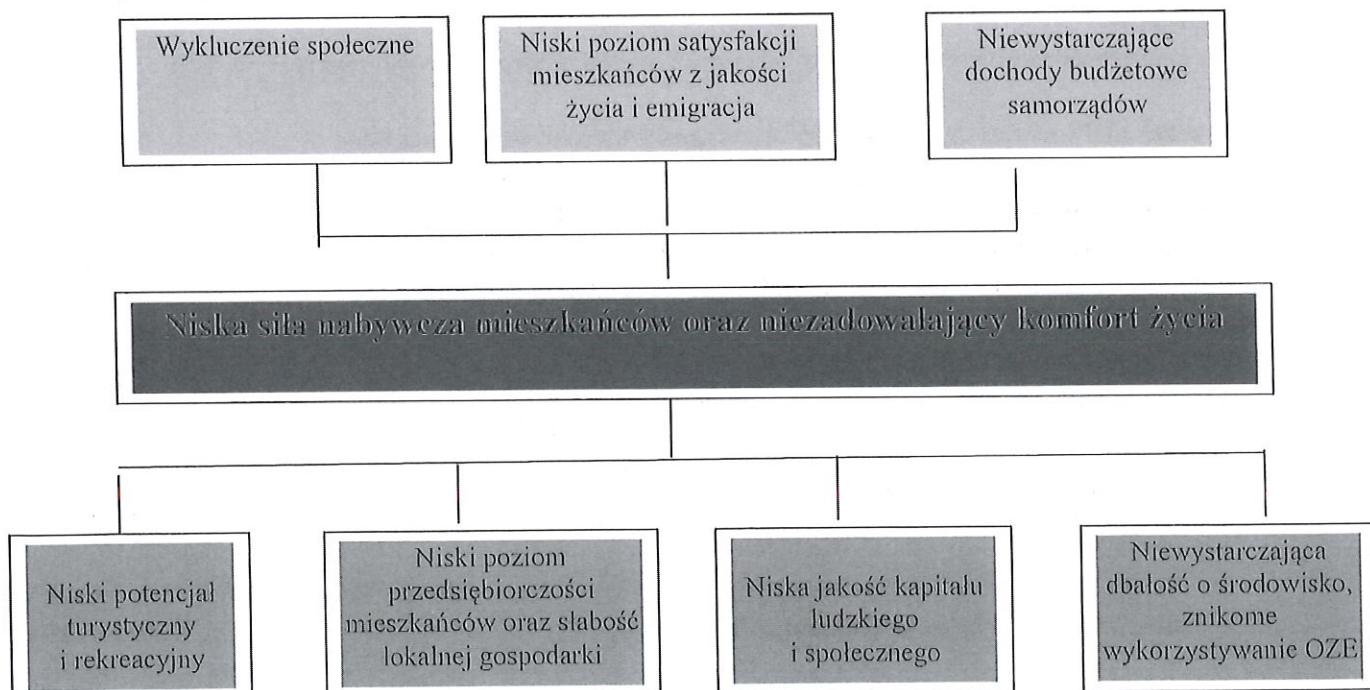 Wykluczenie społeczne
Niski poziom satysfakcji
mieszkańców z jakości
życia i emigracja
Niewystarczające
dochody budżetowe
samorządów
Niska siła nabywcza mieszkańców oraz niezadowalający komfort życia
Niski potencjał
turystyczny
i rekreacyjny
Niski poziom
przedsiębiorczości
mieszkańców oraz słabość
lokalnej gospodarki
Niska jakość kapitału
ludzkiego
i społecznego
Niewystarczająca
dbałość o środowisko,
znikome
wykorzystywanie OZE